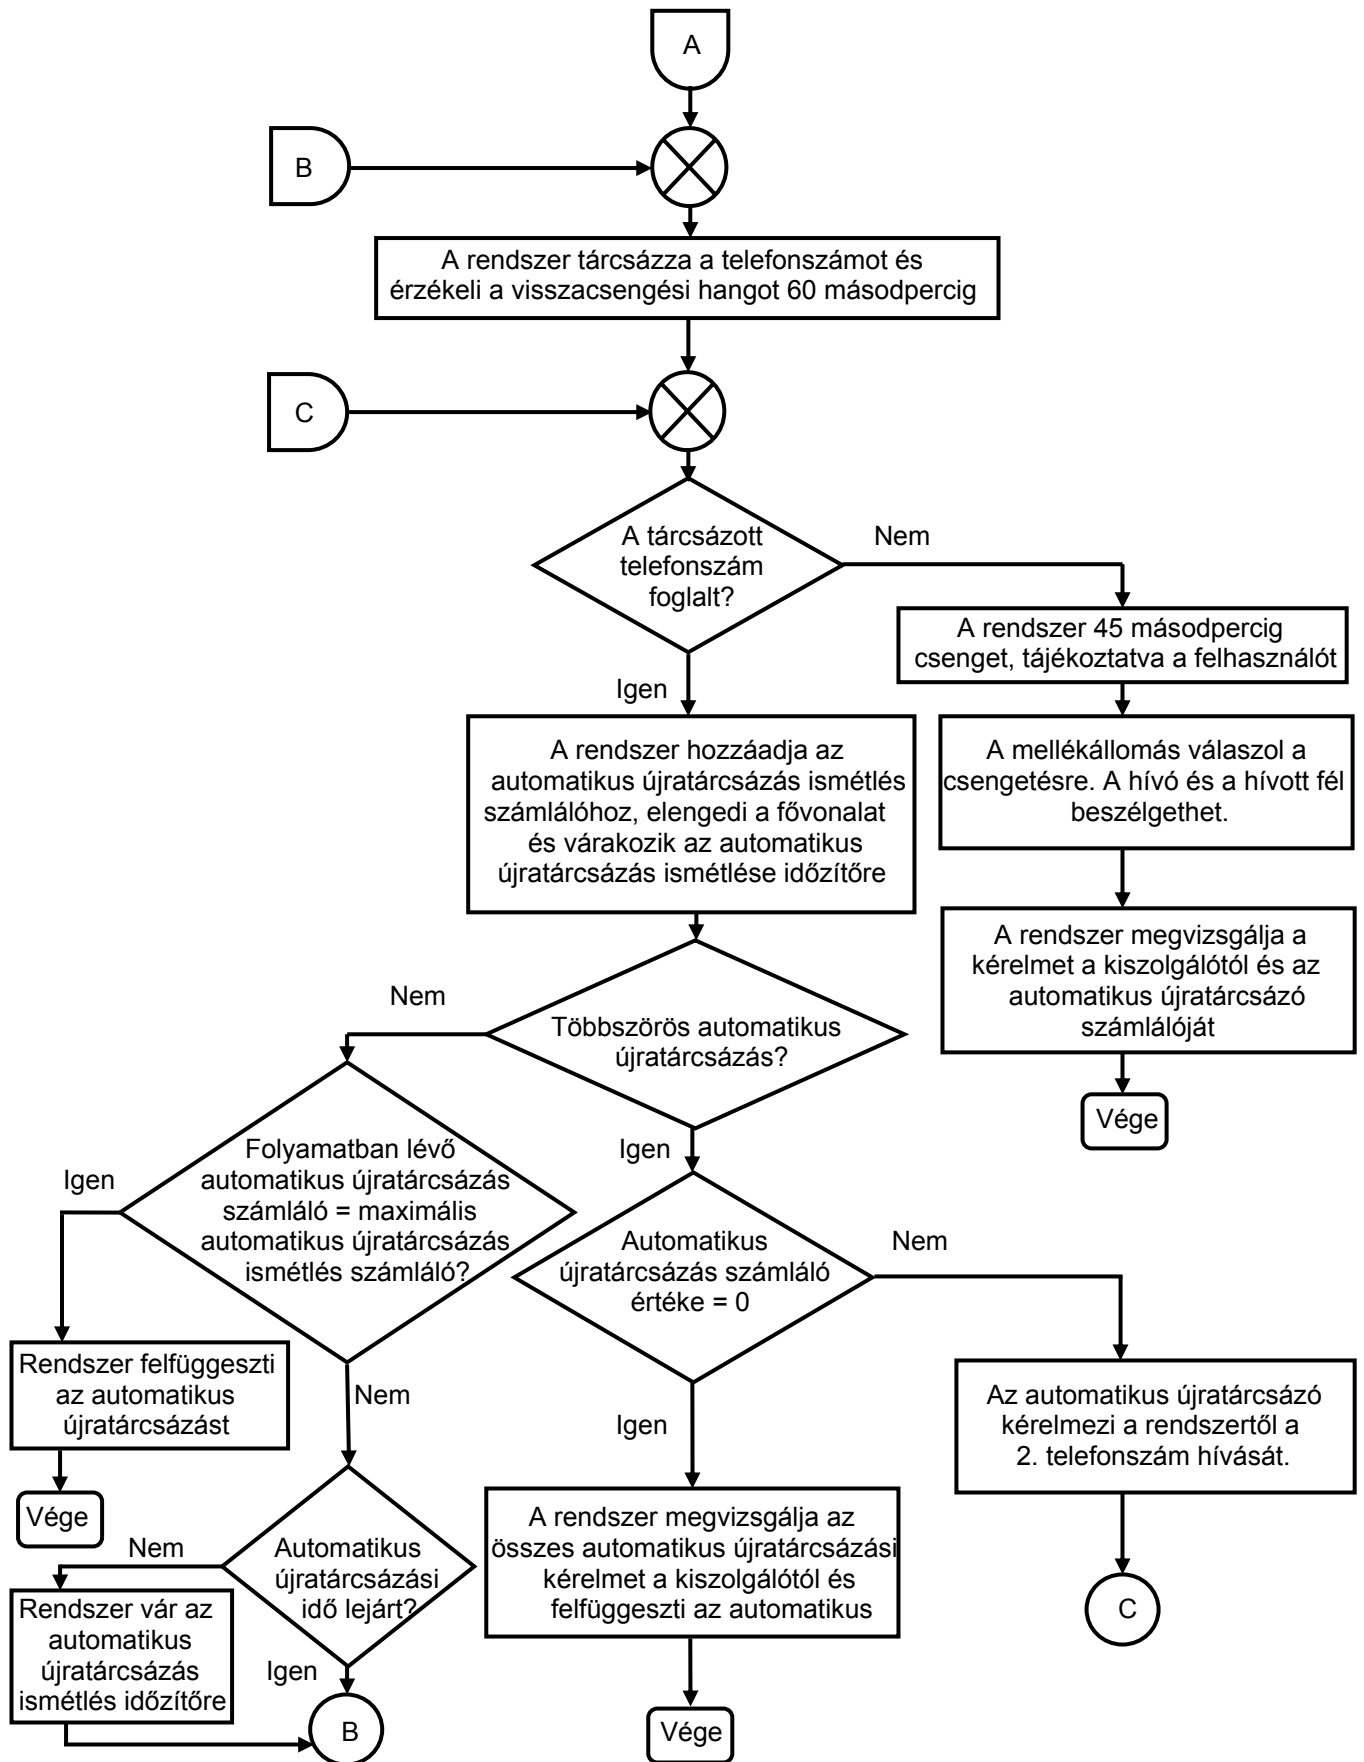 A
B
A rendszer tárcsázza a telefonszámot és
érzékeli a visszacsengési hangot 60 másodpercig
C
A tárcsázott
telefonszám
foglalt?
Nem
A rendszer 45 másodpercig
csenget, tájékoztatva a felhasználót
Igen
A rendszer hozzáadja az
automatikus újratárcsázás ismétlés
számlálóhoz, elengedi a fővonalat
és várakozik az automatikus
újratárcsázás ismétlése időzítőre
A mellékállomás válaszol a
csengetésre. A hívó és a hívott fél
beszélgethet.
A rendszer megvizsgálja a
kérelmet a kiszolgálótól és az
automatikus újratárcsázó
számlálóját
Vége
Nem
Többszörös automatikus
újratárcsázás?
Igen
Folyamatban lévő
automatikus újratárcsázás
számláló = maximális
automatikus újratárcsázás
ismétlés számláló?
Igen
Automatikus
újratárcsázás számláló
értéke = 0
Nem
Rendszer felfüggeszti
az automatikus
újratárcsázást
Vége
Nem
Igen
Az automatikus újratárcsázó
kérelmezi a rendszertől a
2. telefonszám hívását.
C
Automatikus
újratárcsázási
idő lejárt?
Nem
Rendszer vár az
automatikus
újratárcsázás
ismétlés időzítőre
Igen
B
A rendszer megvizsgálja az
összes automatikus újratárcsázási
kérelmet a kiszolgálótól és
felfüggeszti az automatikus
Vége